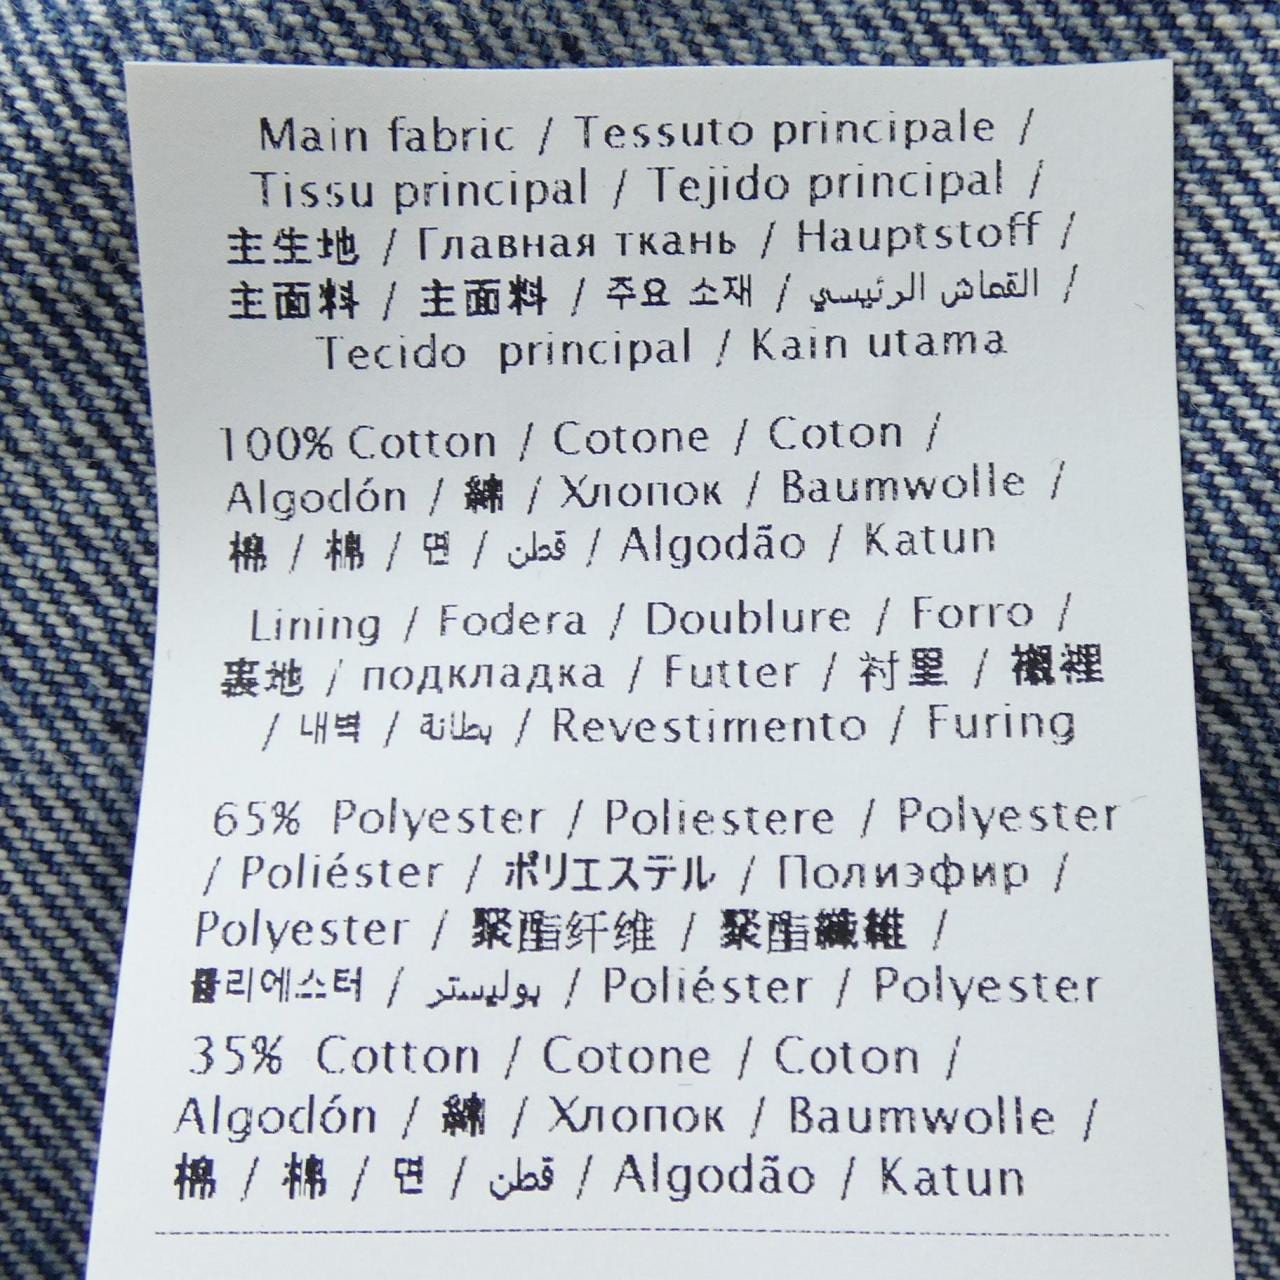 Main fabric / Tessuto principale /
Tissu principal / Tejido principal /
主生地 / Главная ткань / Hauptstoff /
主面料 / 主面料 / 주요 소재 / القماش الرئيسي /
Tecido principal / Kain utama
100% Cotton / Cotone / Coton /
Algodón / 綿 / Хлопок / Baumwolle /
棉 / 棉 / 면 / قطن / Algodão / Katun
Lining / Fodera / Doublure / Forro /
裏地 / подкладка / Futter / 衬里 / 襯裡
/ 내벽 / بطانة / Revestimento / Furing
65% Polyester / Poliestere / Polyester
/ Poliéster / ポリエステル / Полиэфир /
Polyester / 聚酯纤维 / 聚酯纖維 /
폴리에스터 / بوليستر / Poliéster / Polyester
35% Cotton / Cotone / Coton /
Algodón / 綿 / Хлопок / Baumwolle /
棉 / 棉 / 면 / قطن / Algodão / Katun